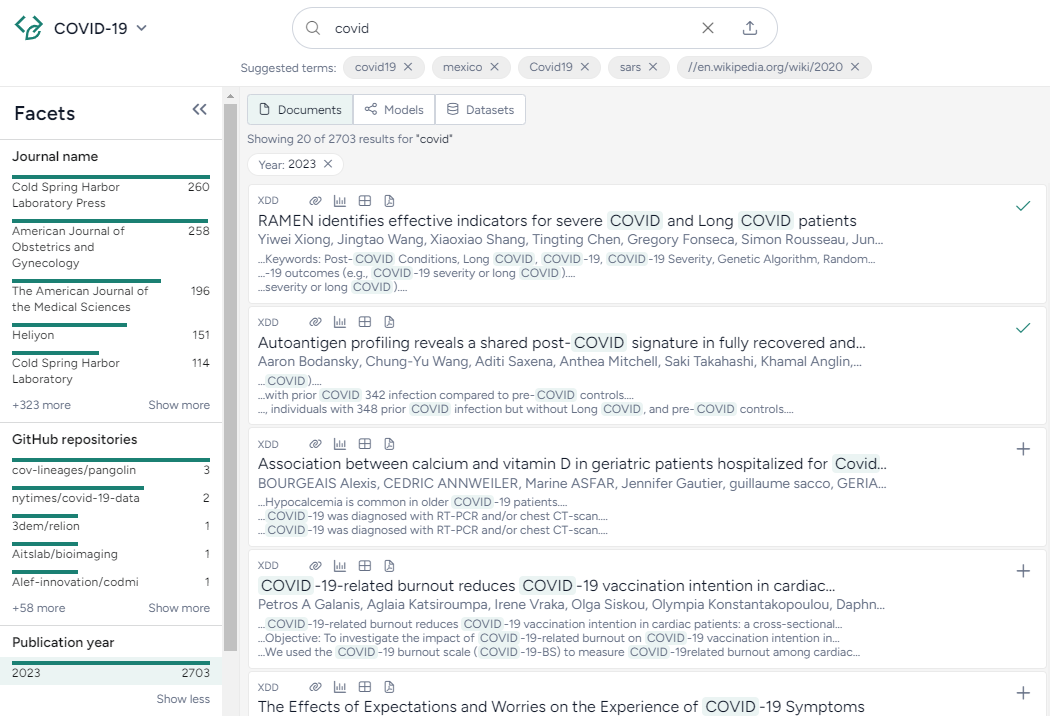 COVID-19
covid
Suggested terms: covid19 mexico Covid19 sars //en.wikipedia.org/wiki/2020
Facets
Journal name
Cold Spring Harbor 260
Laboratory Press
American Journal of 258
Obstetrics and
Gynecology
The American Journal of 196
the Medical Sciences
Heliyon 151
Cold Spring Harbor 114
Laboratory
+323 more Show more
GitHub repositories
cov-lineages/pangolin 3
nytimes/covid-19-data 2
3dem/relion 1
Aitslab/bioimaging 1
Alef-innovation/codmi 1
+58 more Show more
Publication year
2023 2703
Show less
Documents Models Datasets
Showing 20 of 2703 results for "covid"
Year: 2023
XDD
RAMEN identifies effective indicators for severe COVID and Long COVID patients
Yiwei Xiong, Jingtao Wang, Xiaoxiao Shang, Tingting Chen, Gregory Fonseca, Simon Rousseau, Jun...
...Keywords: Post-COVID Conditions, Long COVID, COVID-19, COVID-19 Severity, Genetic Algorithm, Random...
...-19 outcomes (e.g., COVID-19 severity or long COVID)....
...severity or long COVID)....
XDD
Autoantigen profiling reveals a shared post-COVID signature in fully recovered and...
Aaron Bodansky, Chung-Yu Wang, Aditi Saxena, Anthea Mitchell, Saki Takahashi, Khamal Anglin,...
...COVID)....
...with prior COVID 342 infection compared to pre-COVID controls....
..., individuals with 348 prior COVID infection but without Long COVID, and pre-COVID controls....
XDD
Association between calcium and vitamin D in geriatric patients hospitalized for Covid...
BOURGEAIS Alexis, CEDRIC ANNWEILER, Marine ASFAR, Jennifer Gautier, guillaume sacco, GERIA...
...Hypocalcemia is common in older COVID-19 patients....
...COVID-19 was diagnosed with RT-PCR and/or chest CT-scan....
...COVID-19 was diagnosed with RT-PCR and/or chest CT-scan....
XDD
COVID-19-related burnout reduces COVID-19 vaccination intention in cardiac...
Petros A Galanis, Aglaia Katsiroumpa, Irene Vraka, Olga Siskou, Olympia Konstantakopoulou, Daphn...
...COVID-19-related burnout reduces COVID-19 vaccination intention in cardiac patients: a cross-sectional...
...Objective: To investigate the impact of COVID-19-related burnout on COVID-19 vaccination intention in...
...We used the COVID-19 burnout scale (COVID-19-BS) to measure COVID-19related burnout among cardiac...
XDD
The Effects of Expectations and Worries on the Experience of COVID-19 Symptoms